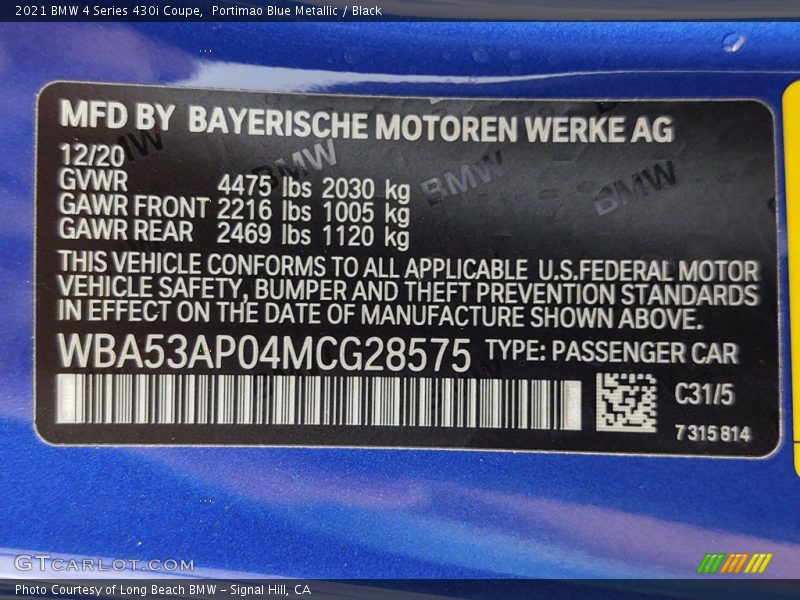 2021 BMW 4 Series 430i Coupe,  Portimao Blue Metallic / Black
MFD BY BAYERISCHE MOTOREN WERKE AG
12/20
GVWR 4475 lbs 2030 kg
GAWR FRONT 2216 lbs 1005 kg
GAWR REAR 2469 lbs 1120 kg
THIS VEHICLE CONFORMS TO ALL APPLICABLE U.S.FEDERAL MOTOR
VEHICLE SAFETY, BUMPER AND THEFT PREVENTION STANDARDS
IN EFFECT ON THE DATE OF MANUFACTURE SHOWN ABOVE.
WBA53AP04MCG28575 TYPE: PASSENGER CAR
C31/5
7315814
BMW BMW BMW
GTCARLOT.COM
Photo Courtesy of Long Beach BMW – Signal Hill, CA